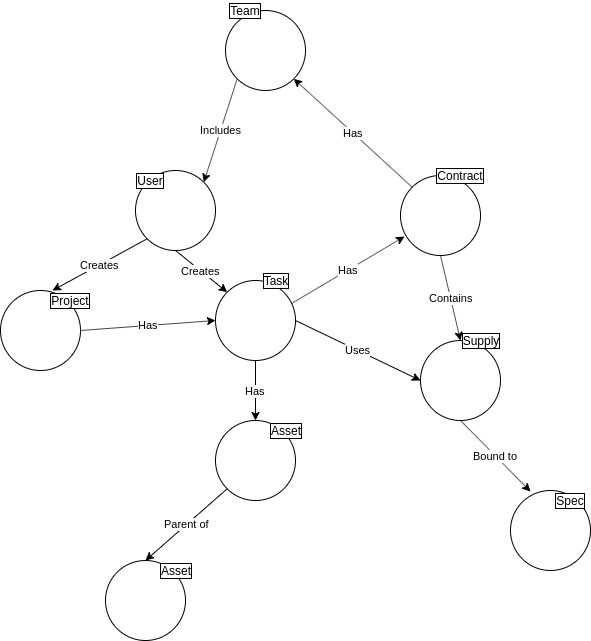 Team
Includes
Has
User
Contract
Creates
Creates
Has
Task
Project
Has
Contains
Uses
Supply
Has
Asset
Bound to
Spec
Parent of
Asset